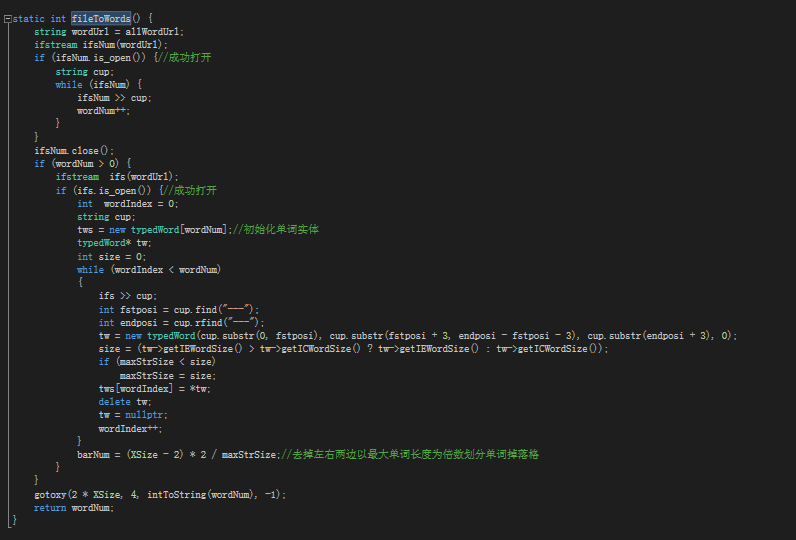 static int fileToWords() {
string wordUrl = allWordUrl;
ifstream ifsNum(wordUrl);
if (ifsNum.is_open()) {//成功打开
string cup;
while (ifsNum) {
ifsNum >> cup;
wordNum++;
}
}
ifsNum.close();
if (wordNum > 0) {
ifstream  ifs(wordUrl);
if (ifs.is_open()) {//成功打开
int  wordIndex = 0;
string cup;
tws = new typedWord[wordNum];//初始化单词实体
typedWord* tw;
int size = 0;
while (wordIndex < wordNum)
{
ifs >> cup;
int fstposi = cup.find("---");
int endposi = cup.rfind("---");
tw = new typedWord(cup.substr(0, fstposi), cup.substr(fstposi + 3, endposi - fstposi - 3), cup.substr(endposi + 3), 0);
size = (tw->getIEWordSize() > tw->getICWordSize() ? tw->getIEWordSize() : tw->getICWordSize());
if (maxStrSize < size)
maxStrSize = size;
tws[wordIndex] = *tw;
delete tw;
tw = nullptr;
wordIndex++;
}
barNum = (XSize - 2) * 2 / maxStrSize;//去掉左右两边以最大单词长度为倍数划分单词掉落格
}
}
gotoxy(2 * XSize, 4, intToString(wordNum), -1);
return wordNum;
}